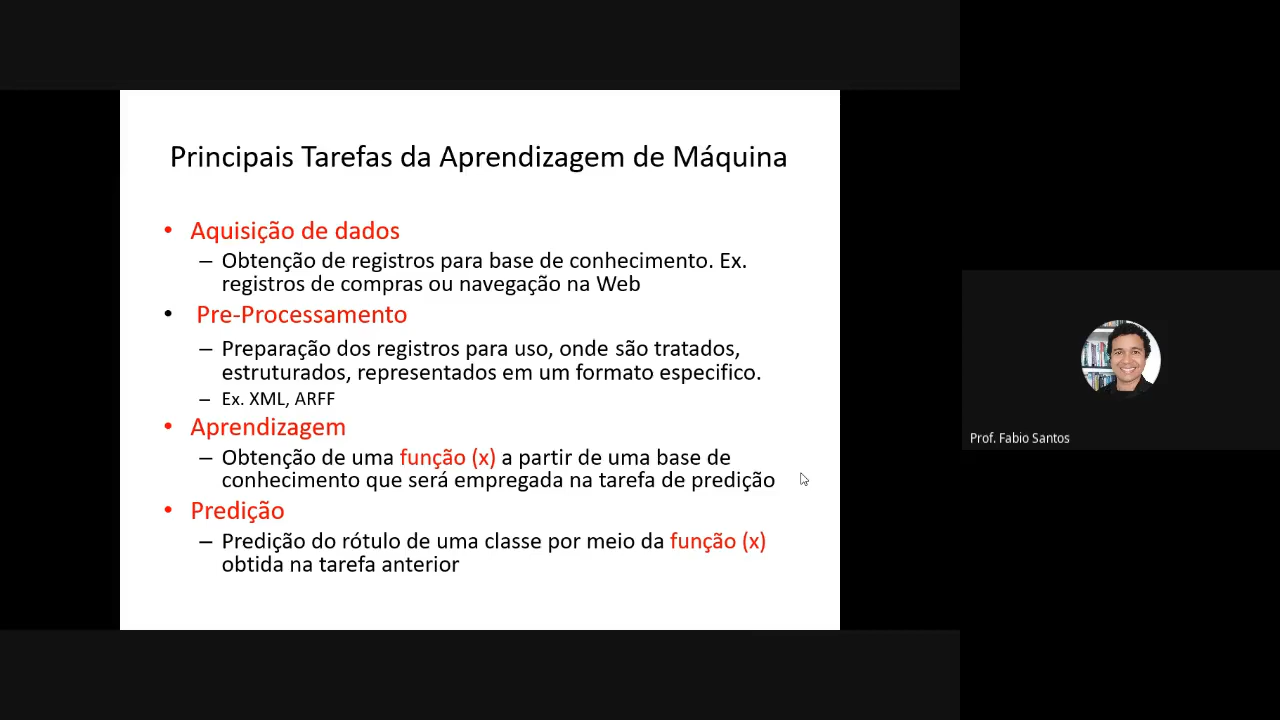 Principais Tarefas da Aprendizagem de Máquina
• Aquisição de dados
– Obtenção de registros para base de conhecimento. Ex.
registros de compras ou navegação na Web
• Pre-Processamento
– Preparação dos registros para uso, onde são tratados,
estruturados, representados em um formato especifico.
– Ex. XML, ARFF
• Aprendizagem
– Obtenção de uma função (x) a partir de uma base de
conhecimento que será empregada na tarefa de predição
• Predição
– Predição do rótulo de uma classe por meio da função (x)
obtida na tarefa anterior
Prof. Fabio Santos